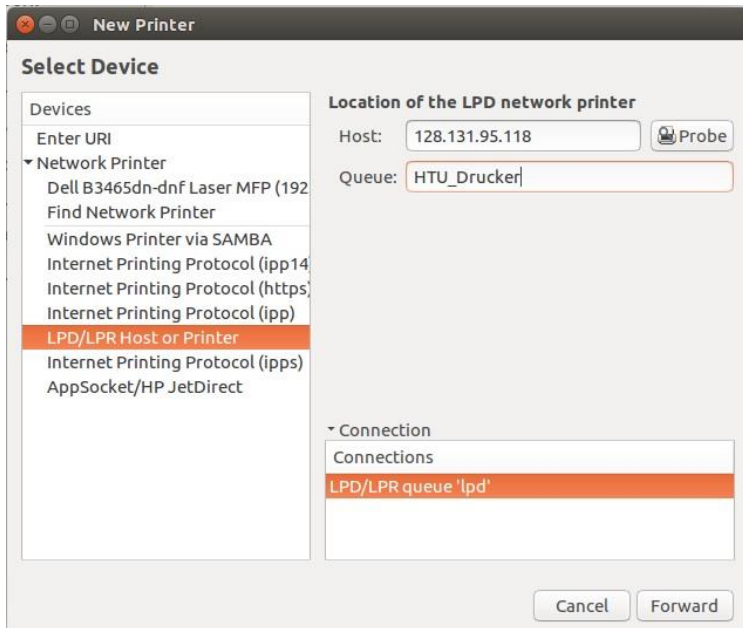 New Printer
Select Device
Devices
Enter URI
Network Printer
Dell B3465dn-dnf Laser MFP (192
Find Network Printer
Windows Printer via SAMBA
Internet Printing Protocol (ipp14
Internet Printing Protocol (https)
Internet Printing Protocol (ipp)
LPD/LPR Host or Printer
Internet Printing Protocol (ipps)
AppSocket/HP JetDirect
Location of the LPD network printer
Host: 128.131.95.118 Probe
Queue: HTU_Drucker
Connection
Connections
LPD/LPR queue 'lpd'
Cancel Forward